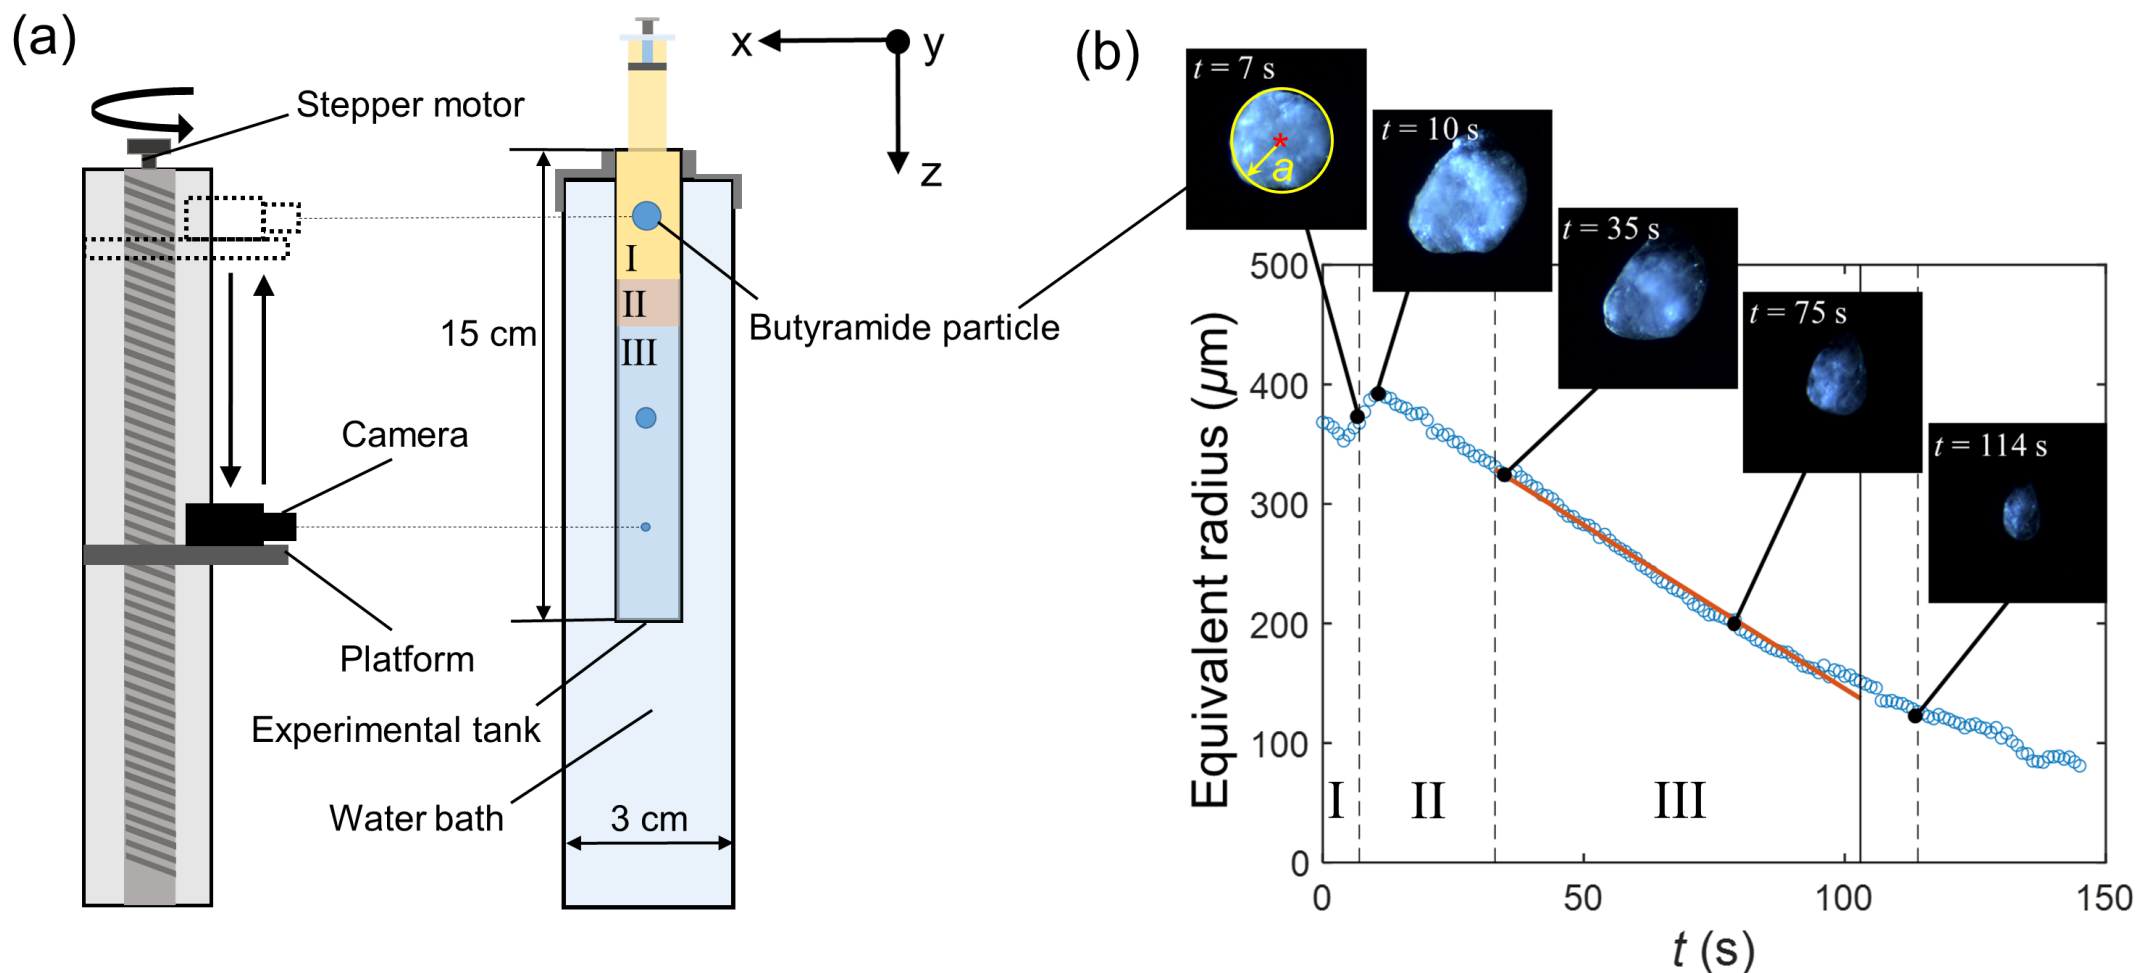 (a)
Stepper motor
x
y
z
I
II
III
15 cm
Butyramide particle
Camera
Platform
Experimental tank
Water bath
3 cm
(b)
t = 7 s
a
t = 10 s
t = 35 s
t = 75 s
t = 114 s
Equivalent radius (μm)
500
400
300
200
100
0
I
II
III
0
50
100
150
t (s)